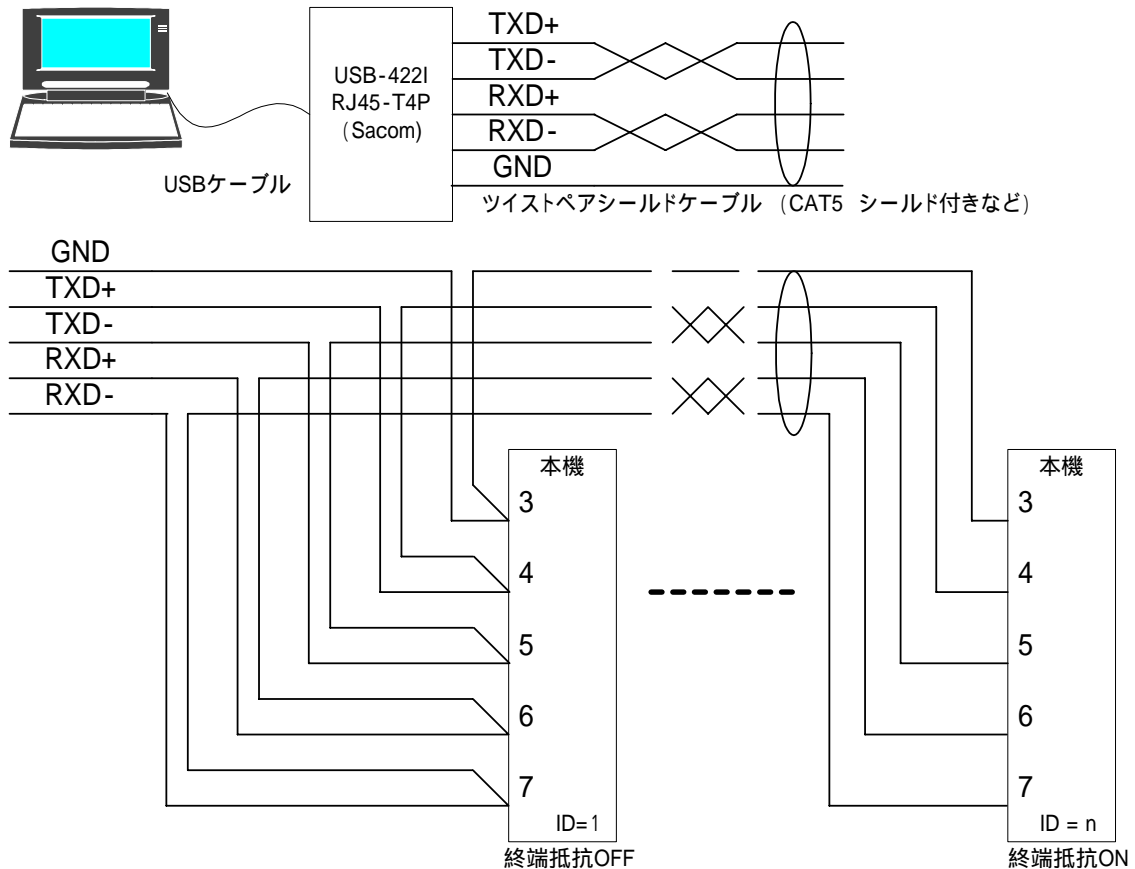 TXD+
TXD-
RXD+
RXD-
GND
USB-422I
RJ45-T4P
(Sacom)
USBケーブル
ツイストペアシールドケーブル (CAT5 シールド付きなど)
GND
TXD+
TXD-
RXD+
RXD-
本機
3
4
5
6
7
ID=1
終端抵抗OFF
本機
3
4
5
6
7
ID = n
終端抵抗ON